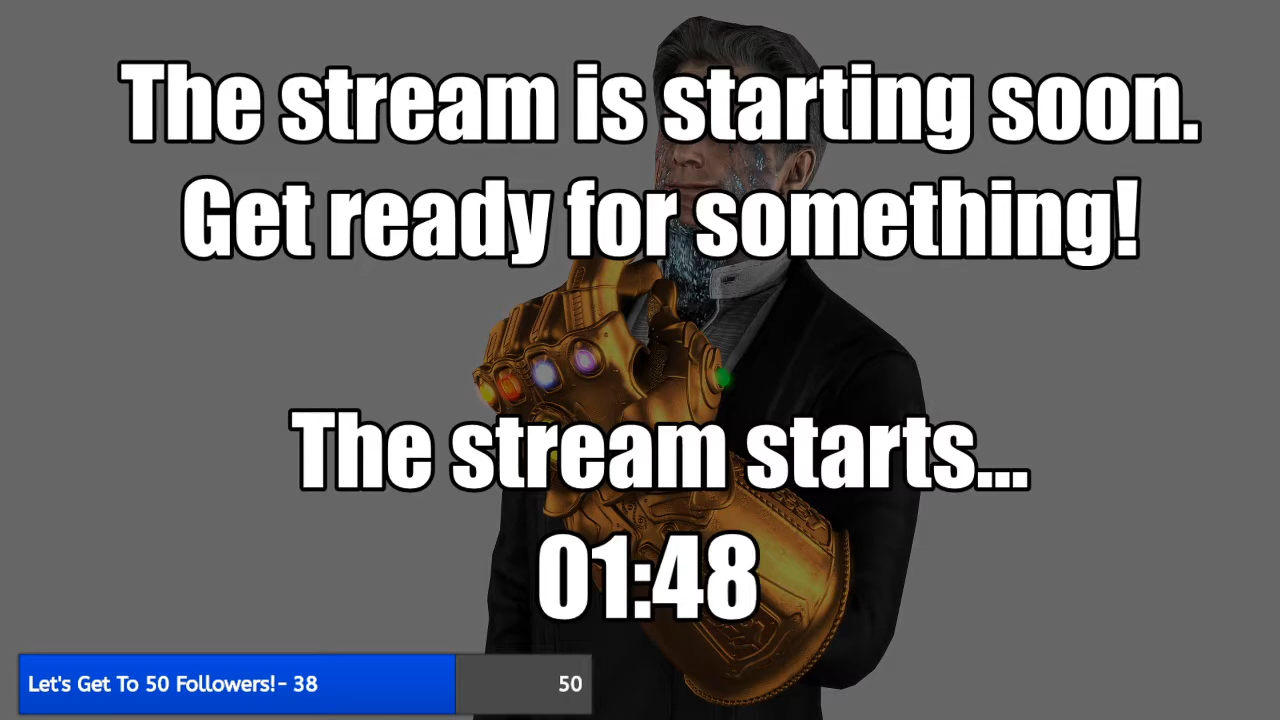 The stream is starting soon.
Get ready for something!
The stream starts...
01:48
Let's Get To 50 Followers!- 38
50